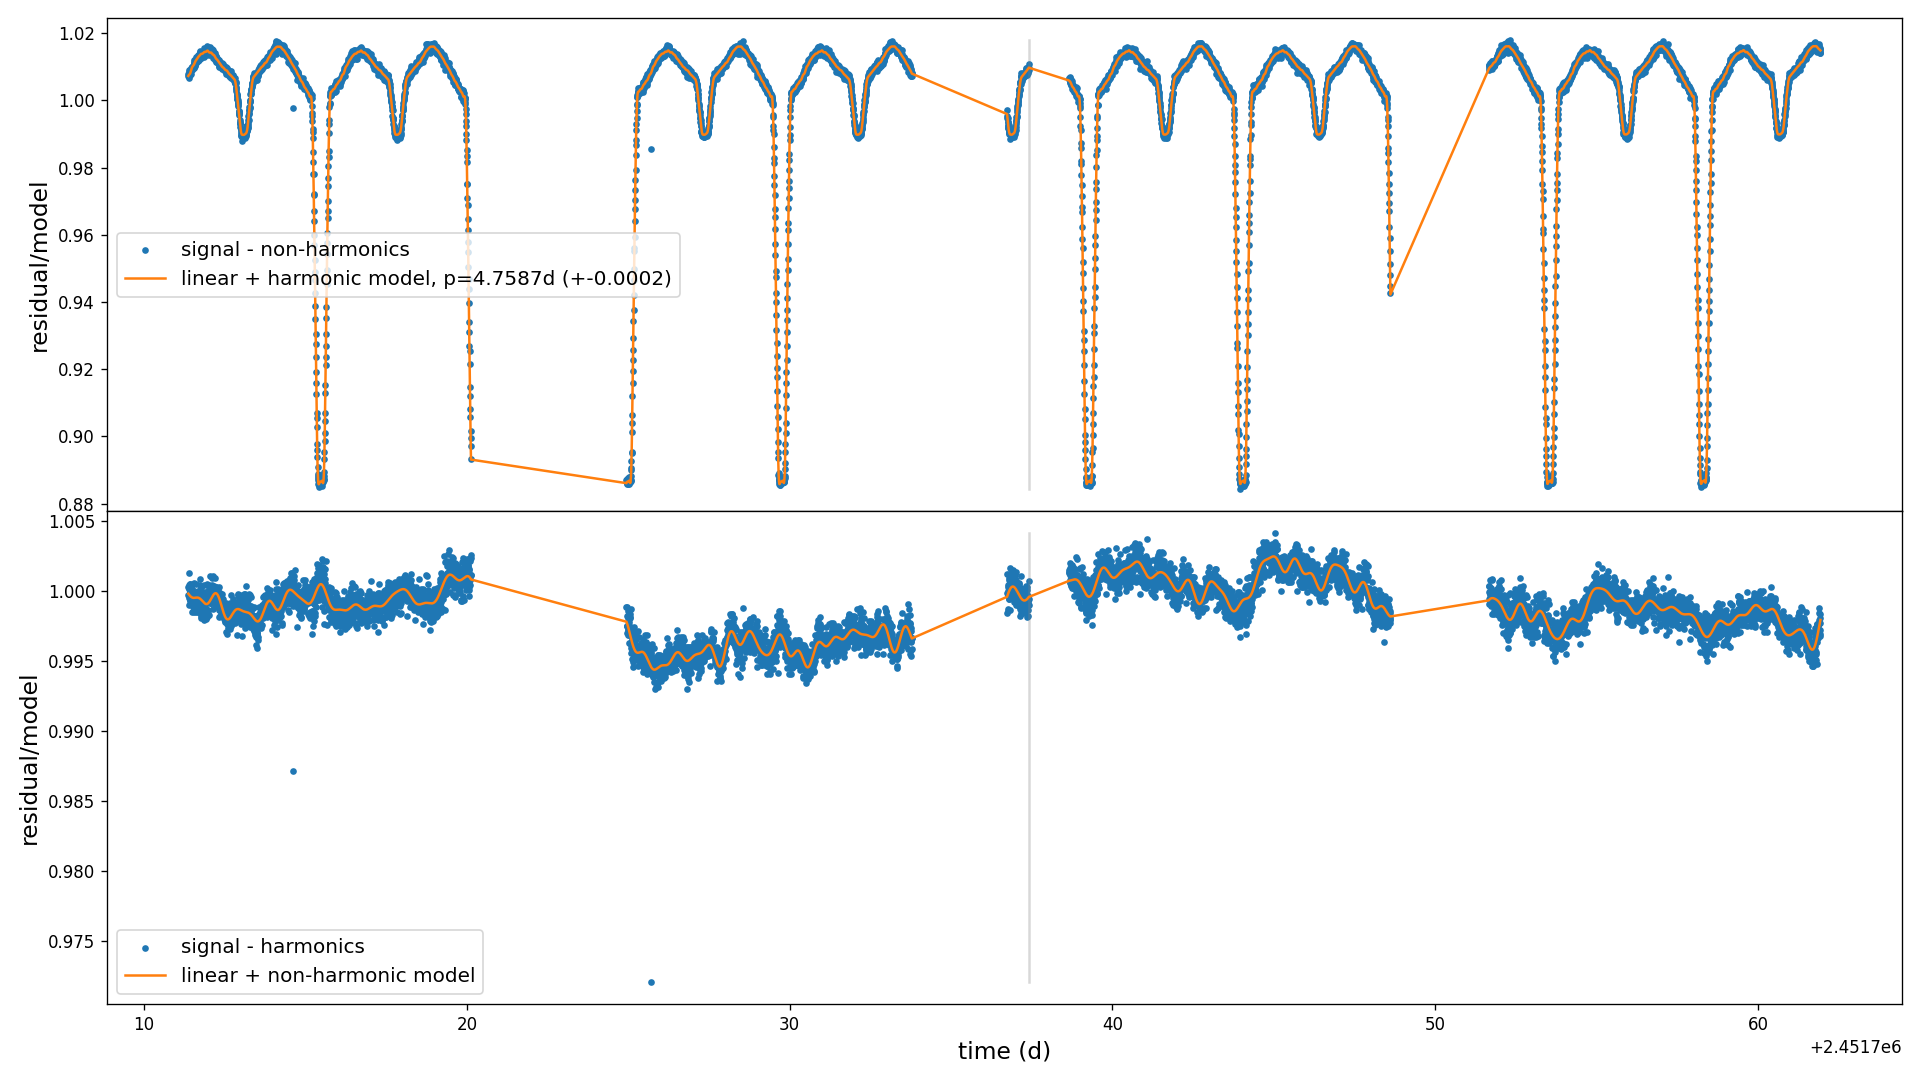 1.02
1.00
0.98
0.96
0.94
0.92
0.90
0.88
residual/model
signal - non-harmonics
linear + harmonic model, p=4.7587d (+-0.0002)
1.005
1.000
0.995
0.990
0.985
0.980
0.975
residual/model
signal - harmonics
linear + non-harmonic model
10 20 30 40 50 60
time (d)
+2.4517e6